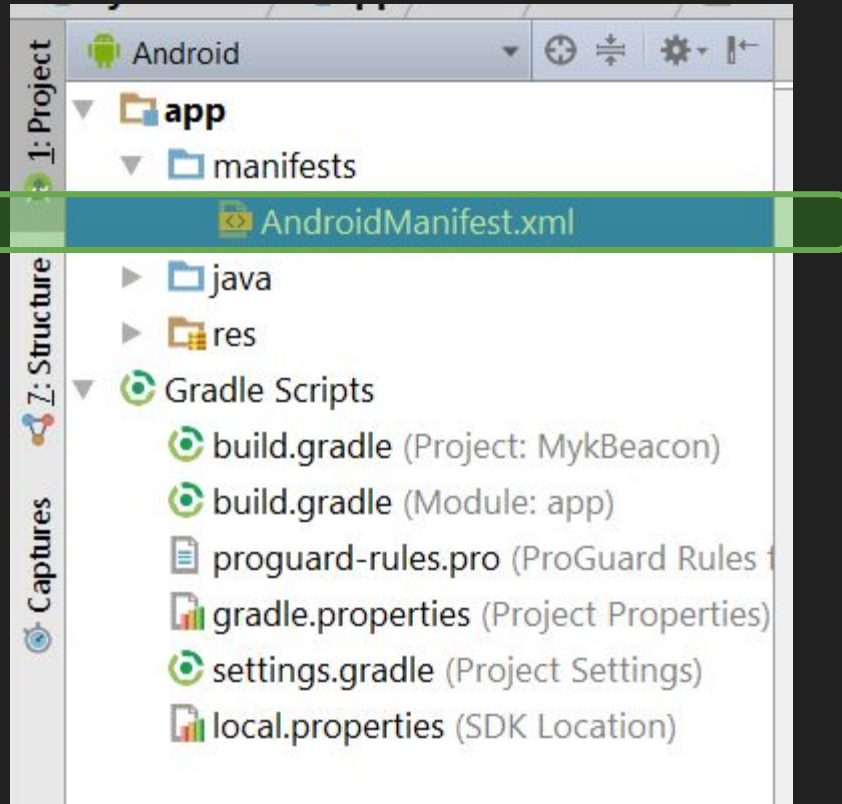 Android
app
manifests
AndroidManifest.xml
java
res
Gradle Scripts
build.gradle (Project: MykBeacon)
build.gradle (Module: app)
proguard-rules.pro (ProGuard Rules
gradle.properties (Project Properties)
settings.gradle (Project Settings)
local.properties (SDK Location)
1: Project
7: Structure
Captures